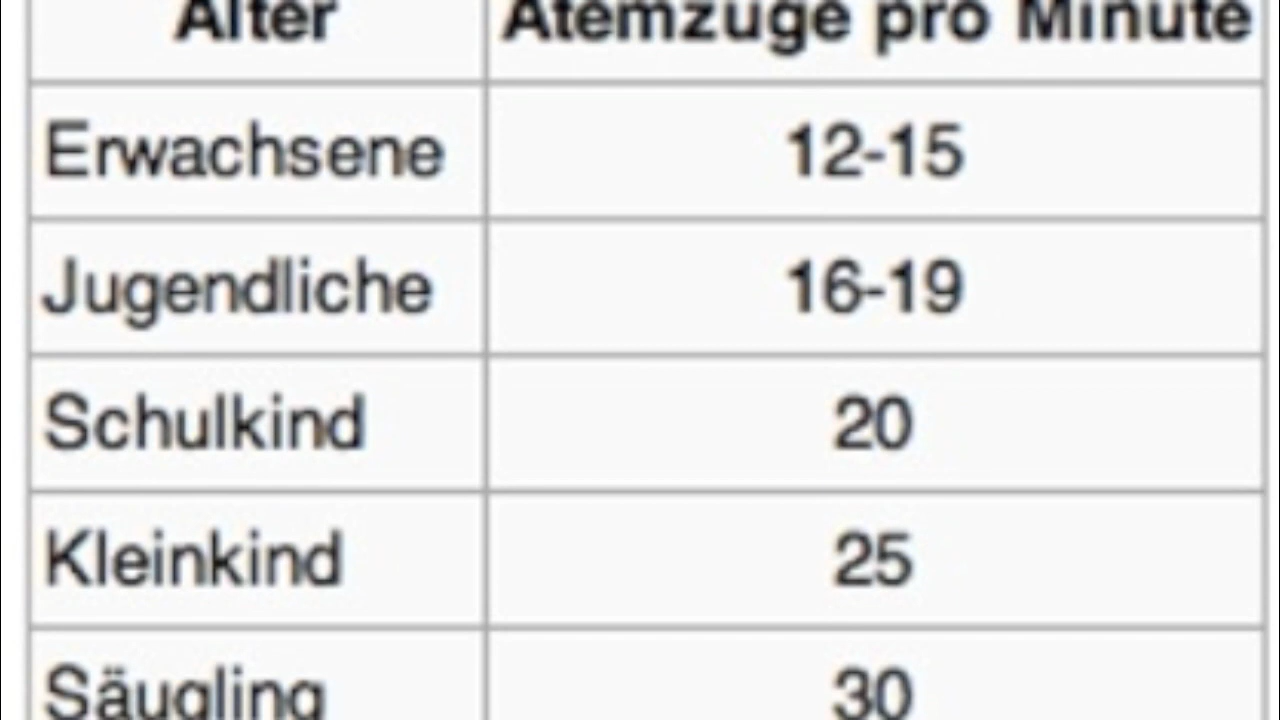 Alter Atemzüge pro Minute
Erwachsene 12-15
Jugendliche 16-19
Schulkind 20
Kleinkind 25
Säugling 30